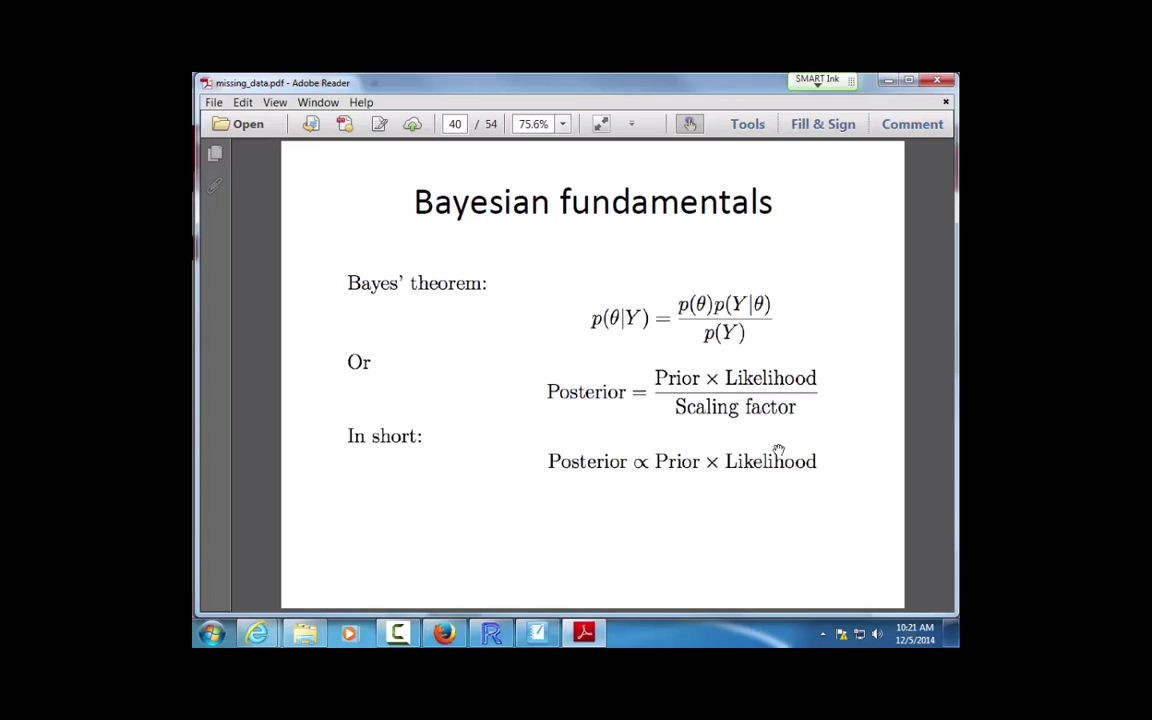 missing_data.pdf - Adobe Reader
SMART Ink
File Edit View Window Help
Open 40 / 54 75.6% Tools Fill & Sign Comment
Bayesian fundamentals
Bayes' theorem:
p(θ|Y) = p(θ)p(Y|θ) / p(Y)
Or
Posterior = Prior × Likelihood / Scaling factor
In short:
Posterior ∝ Prior × Likelihood
10:21 AM
12/5/2014